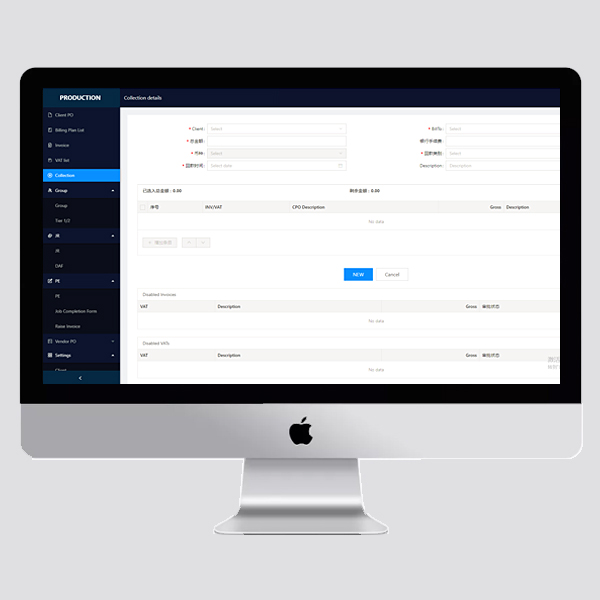 PRODUCTION
Collection details
Client PO
Billing Plan List
Invoice
VAT list
Collection
Group
Group
Tier 1/2
JR
JR
DAF
PE
PE
Job Completion Form
Raise Invoice
Vendor PO
Settings
Client
* Client: Select
* BillTo: Select
* 总金额:
银行手续费:
* 币种: Select
* 回款类别: Select
* 回款时间: Select date
Description: Description
已选入总金额：0.00
剩余金额：0.00
序号 INV/VAT CPO Description Gross Description
No data
NEW Cancel
Disabled Invoices
VAT Description Gross 审批状态
No data
Disabled VATs
VAT Description Gross 审批状态
No data